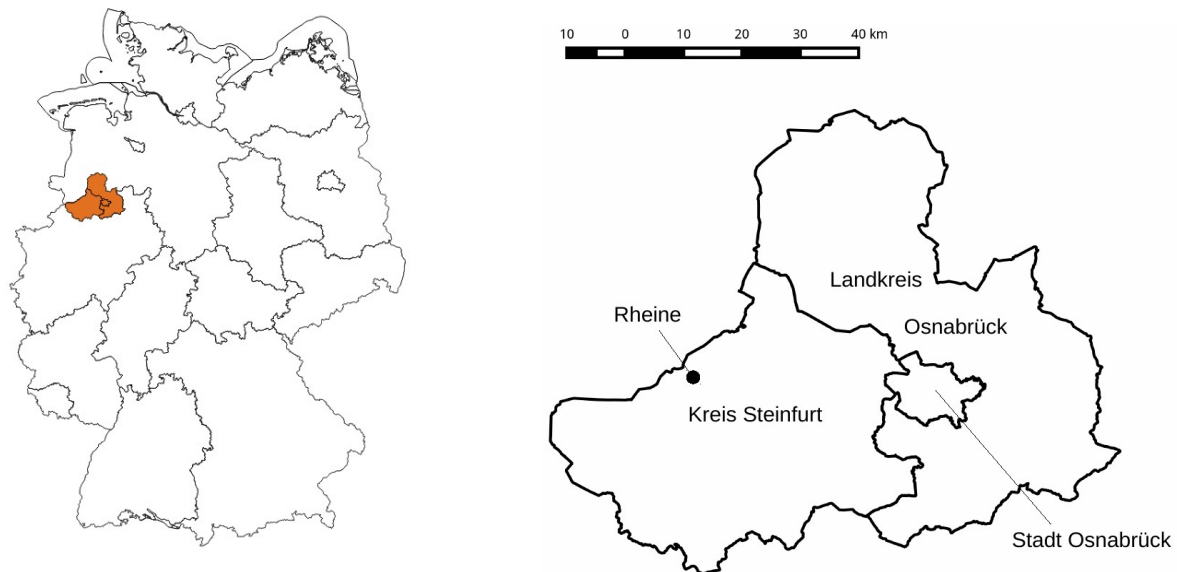 10 0 10 20 30 40 km
Landkreis
Osnabrück
Rheine
Kreis Steinfurt
Stadt Osnabrück